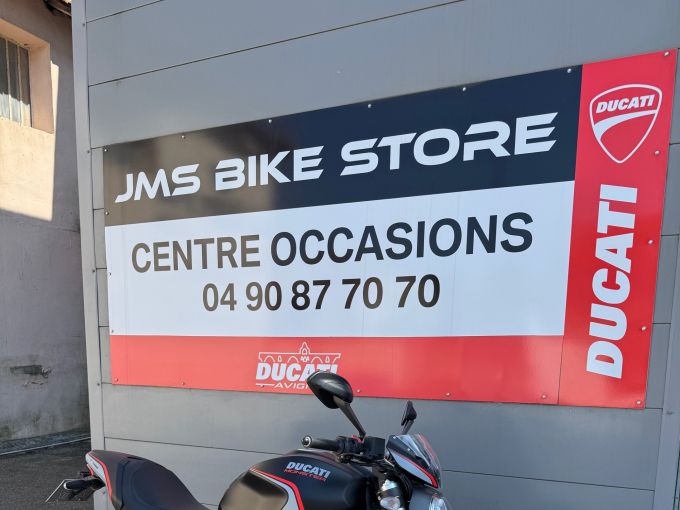 JMS BIKE STORE
CENTRE OCCASIONS
04 90 87 70 70
DUCATI
DUCATI
DUCATI
DUCATI
MONSTER